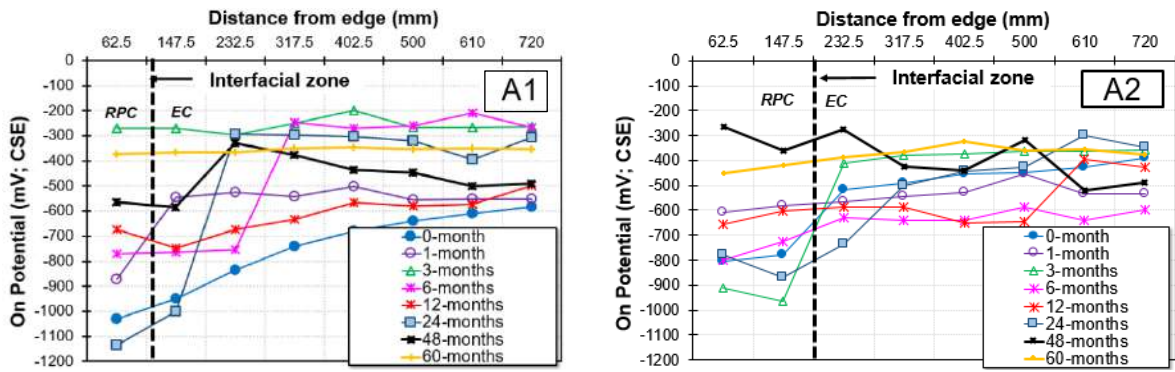 Distance from edge (mm)
62.5 147.5 232.5 317.5 402.5 500 610 720
On Potential (mV; CSE)
0
-100
-200
-300
-400
-500
-600
-700
-800
-900
-1000
-1100
-1200
Interfacial zone
A1
RPC EC
0-month
1-month
3-months
6-months
12-months
24-months
48-months
60-months
Distance from edge (mm)
62.5 147.5 232.5 317.5 402.5 500 610 720
On Potential (mV; CSE)
0
-100
-200
-300
-400
-500
-600
-700
-800
-900
-1000
-1100
-1200
Interfacial zone
A2
RPC EC
0-month
1-month
3-months
6-months
12-months
24-months
48-months
60-months